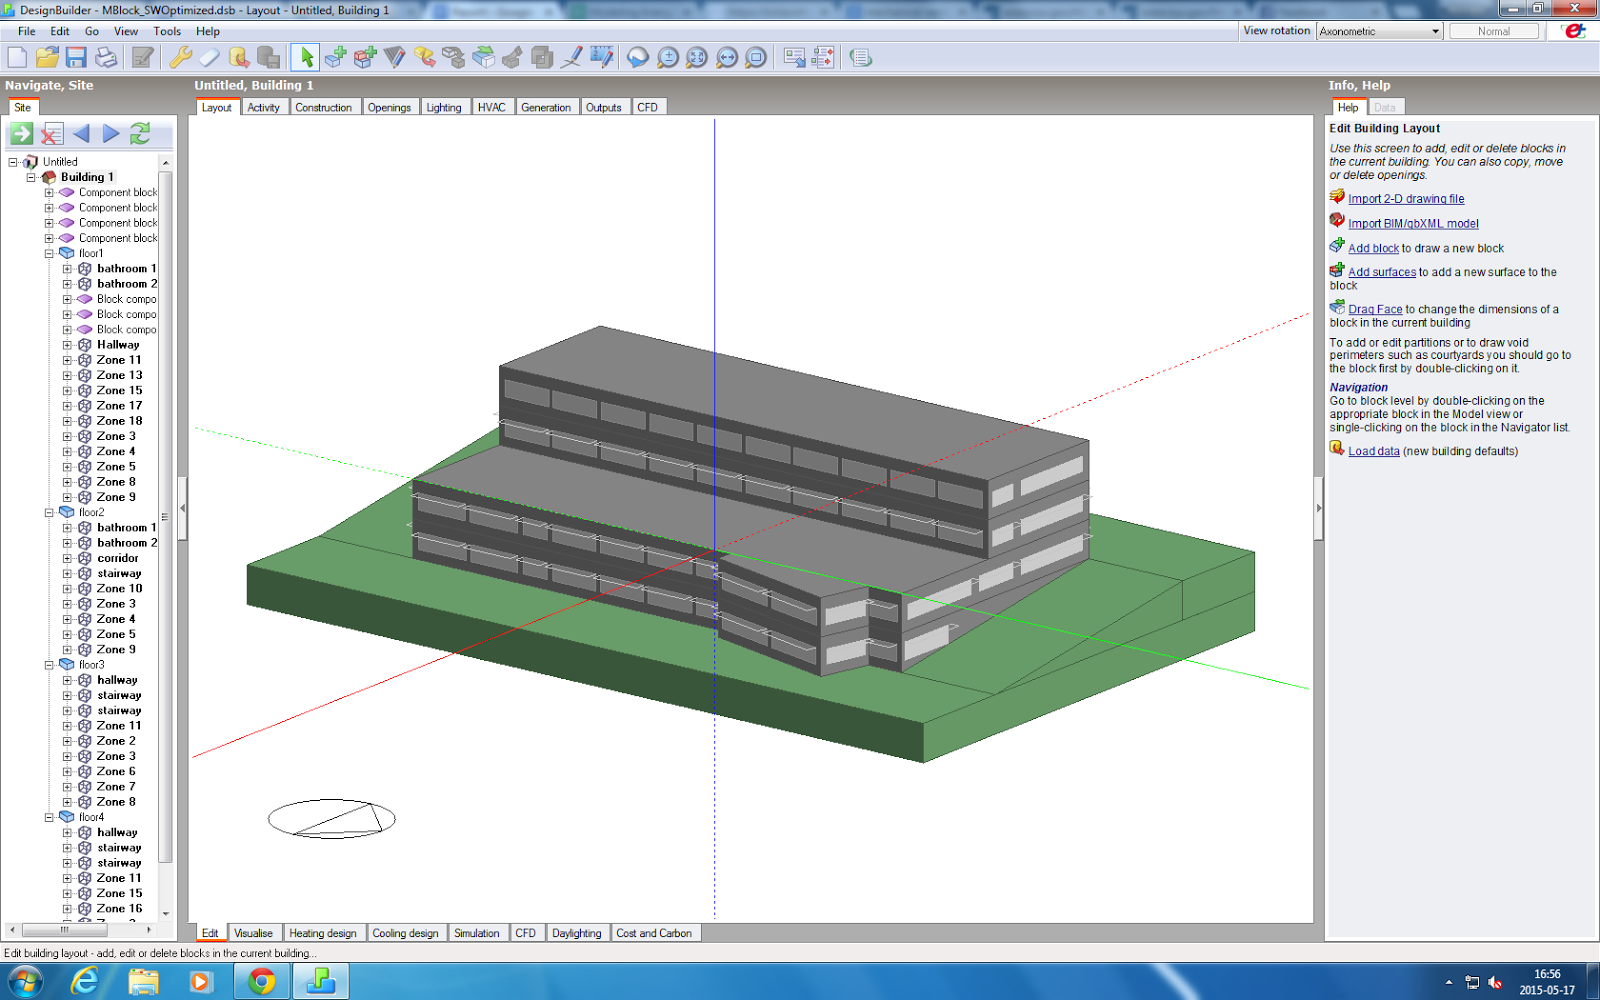 DesignBuilder - MBlock_SWOptimized.dsb - Layout - Untitled, Building 1
File Edit Go View Tools Help
View rotation Axonometric Normal
Navigate, Site
Site
Untitled
Building 1
Component block
Component block
Component block
Component block
floor1
bathroom 1
bathroom 2
Block compo
Block compo
Block compo
Hallway
Zone 11
Zone 13
Zone 15
Zone 17
Zone 18
Zone 3
Zone 4
Zone 5
Zone 8
Zone 9
floor2
bathroom 1
bathroom 2
corridor
stairway
Zone 10
Zone 3
Zone 4
Zone 5
Zone 9
floor3
hallway
stairway
stairway
Zone 11
Zone 2
Zone 3
Zone 6
Zone 7
Zone 8
floor4
hallway
stairway
stairway
Zone 11
Zone 15
Zone 16
Untitled, Building 1
Layout Activity Construction Openings Lighting HVAC Generation Outputs CFD
Edit Visualise Heating design Cooling design Simulation CFD Daylighting Cost and Carbon
Info, Help
Help Data
Edit Building Layout
Use this screen to add, edit or delete blocks in
the current building. You can also copy, move
or delete openings.
Import 2-D drawing file
Import BIM/gbXML model
Add block to draw a new block
Add surfaces to add a new surface to the
block
Drag Face to change the dimensions of a
block in the current building
To add or edit partitions or to draw void
perimeters such as courtyards you should go to
the block first by double-clicking on it.
Navigation
Go to block level by double-clicking on the
appropriate block in the Model view or
single-clicking on the block in the Navigator list.
Load data (new building defaults)
Edit building layout - add, edit or delete blocks in the current building...
16:56
2015-05-17